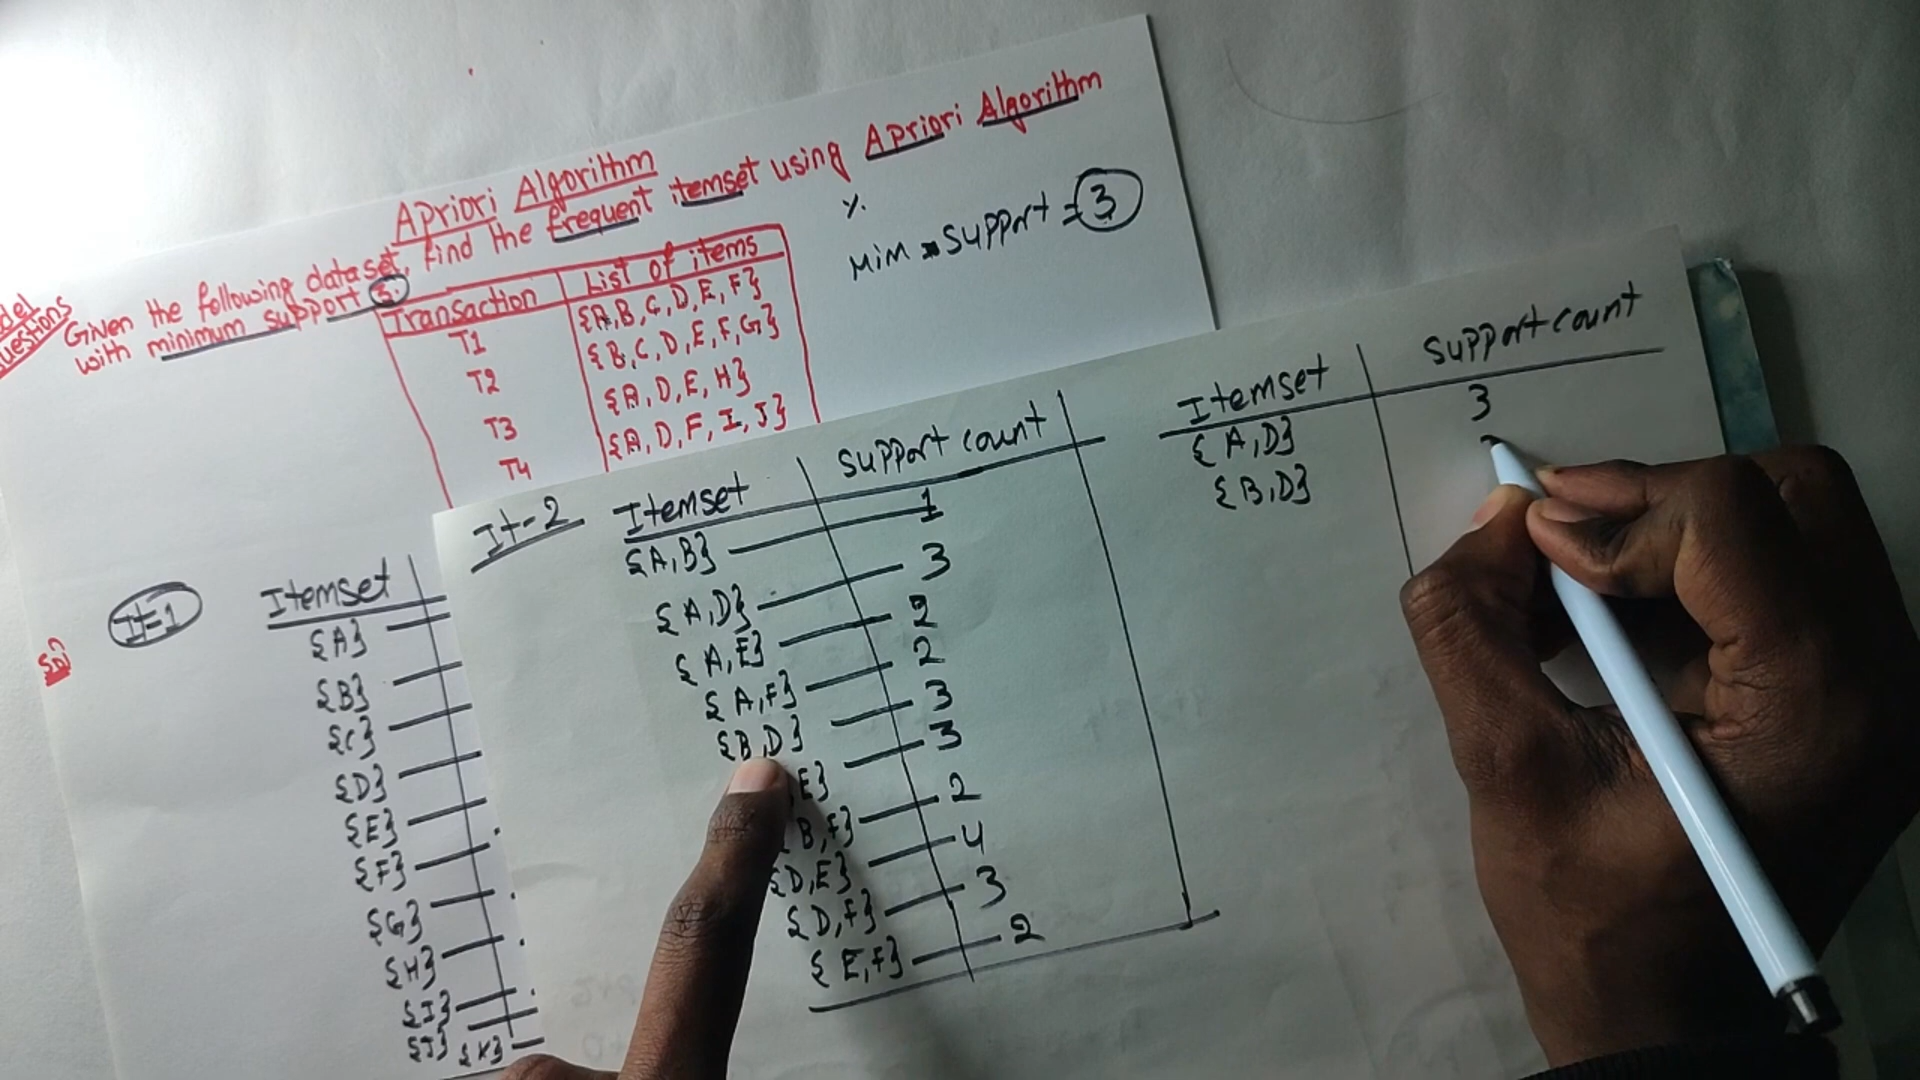 Apriori Algorithm
Given the following dataset, find the frequent itemset using Apriori Algorithm
with minimum support 3.
%.
Min support = 3
Transaction List of items
T1 {A,B,C,D,E,F}
T2 {B,C,D,E,F,G}
T3 {A,D,E,H}
T4 {A,D,F,I,J}
It=1
Itemset
{A}
{B}
{C}
{D}
{E}
{F}
{G}
{H}
{I}
{J}
{K}
It-2
Itemset support count
{A,B} 1
{A,D} 3
{A,E} 2
{A,F} 2
{B,D} 3
E} 3
B,F} 2
{D,E} 4
{D,F} 3
{E,F} 2
Itemset support count
{A,D} 3
{B,D}